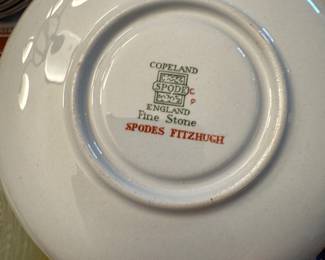 COPELAND
SPODE
ENGLAND
Fine Stone
SPODES FITZHUGH